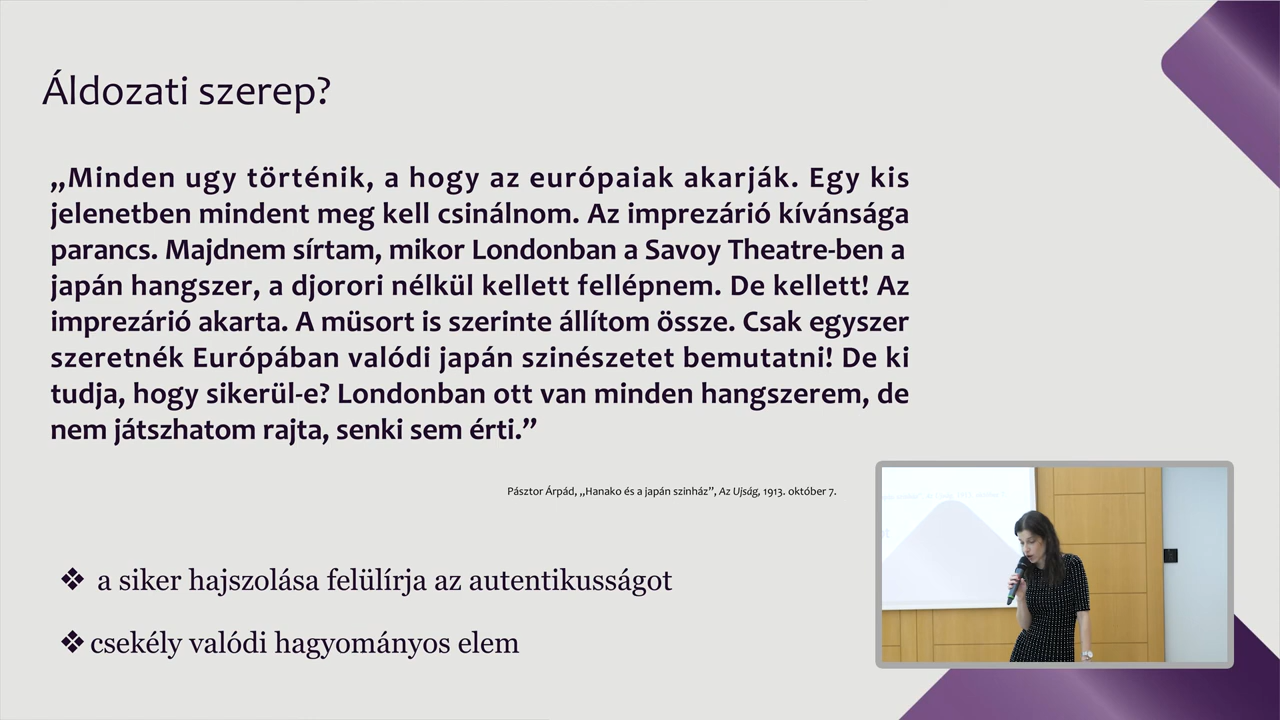 Áldozati szerep?
„Minden ugy történik, a hogy az európaiak akarják. Egy kis
jelenetben mindent meg kell csinálnom. Az imprezárió kívánsága
parancs. Majdnem sírtam, mikor Londonban a Savoy Theatre-ben a
japán hangszer, a djorori nélkül kellett fellépnem. De kellett! Az
imprezárió akarta. A müsort is szerinte állítom össze. Csak egyszer
szeretnék Európában valódi japán szinészetet bemutatni! De ki
tudja, hogy sikerül-e? Londonban ott van minden hangszerem, de
nem játszhatom rajta, senki sem érti.”
Pásztor Árpád, „Hanako és a japán szinház”, Az Ujság, 1913. október 7.
❖ a siker hajszolása felülírja az autentikusságot
❖ csekély valódi hagyományos elem